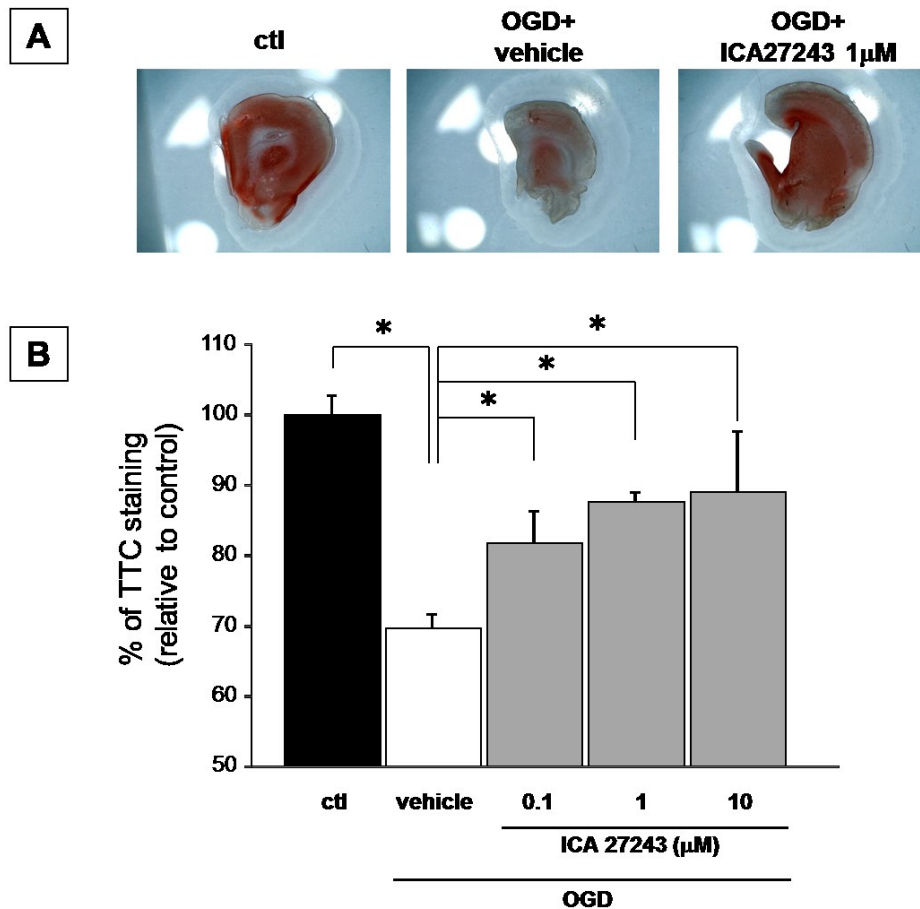 A
ctl
OGD+
vehicle
OGD+
ICA27243 1μM
B
% of TTC staining
(relative to control)
110
100
90
80
70
60
50
*
*
*
*
ctl vehicle 0.1 1 10
ICA 27243 (μM)
OGD